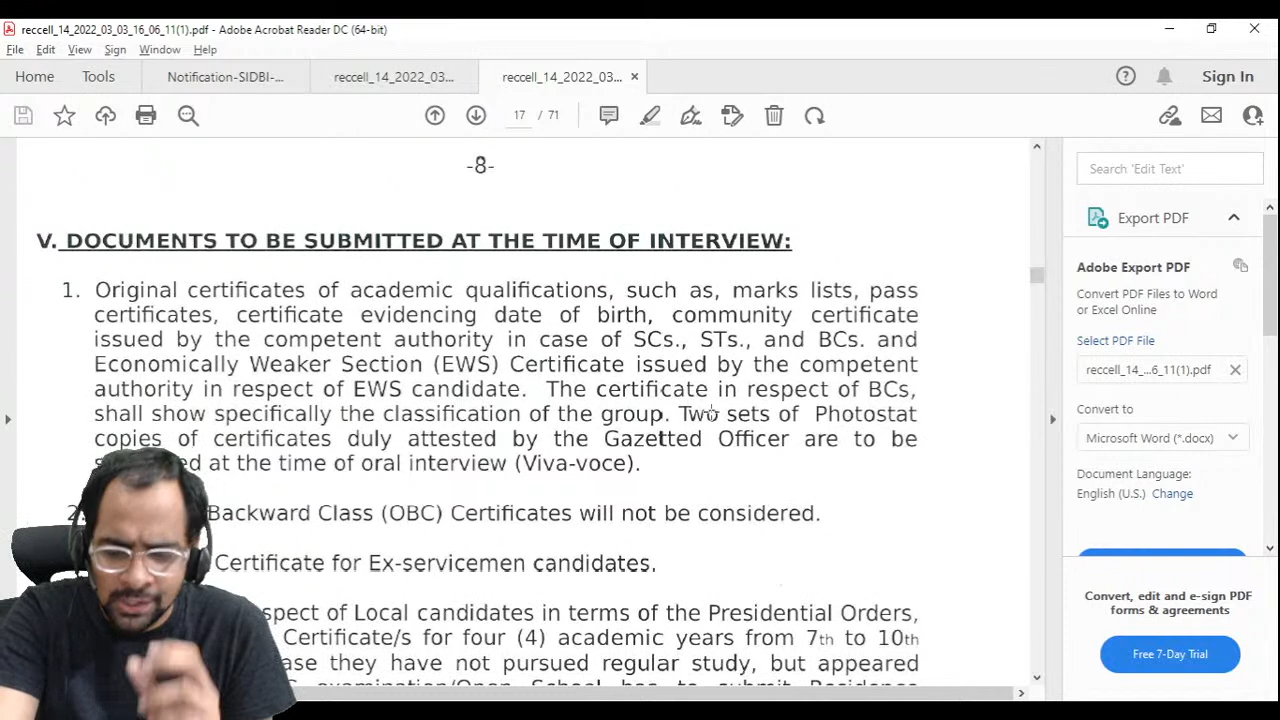 reccell_14_2022_03_03_16_06_11(1).pdf - Adobe Acrobat Reader DC (64-bit)
File Edit View Sign Window Help
Home Tools Notification-SIDBI-... reccell_14_2022_03... reccell_14_2022_03... Sign In
17 / 71
-8-
V. DOCUMENTS TO BE SUBMITTED AT THE TIME OF INTERVIEW:
1. Original certificates of academic qualifications, such as, marks lists, pass
certificates, certificate evidencing date of birth, community certificate
issued by the competent authority in case of SCs., STs., and BCs. and
Economically Weaker Section (EWS) Certificate issued by the competent
authority in respect of EWS candidate. The certificate in respect of BCs,
shall show specifically the classification of the group. Two sets of Photostat
copies of certificates duly attested by the Gazetted Officer are to be
at the time of oral interview (Viva-voce).
Backward Class (OBC) Certificates will not be considered.
Certificate for Ex-servicemen candidates.
of Local candidates in terms of the Presidential Orders,
Certificate/s for four (4) academic years from 7th to 10th
they have not pursued regular study, but appeared
examination/Open School has to submit Residence
Search 'Edit Text'
Export PDF
Adobe Export PDF
Convert PDF Files to Word
or Excel Online
Select PDF File
reccell_14_...6_11(1).pdf
Convert to
Microsoft Word (*.docx)
Document Language:
English (U.S.) Change
Convert, edit and e-sign PDF
forms & agreements
Free 7-Day Trial